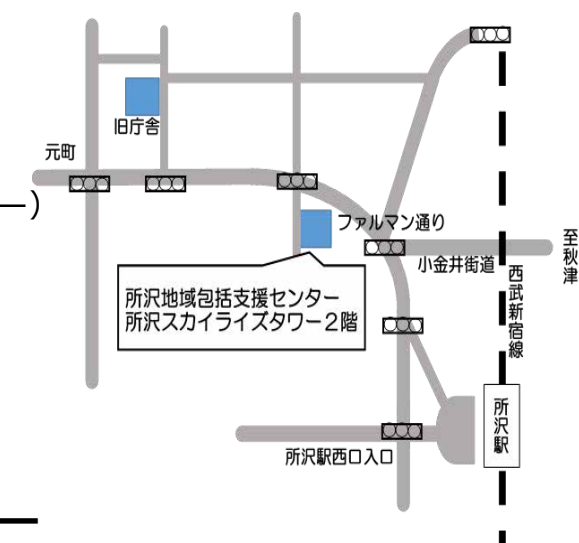 旧庁舎
元町
ー)
ファルマン通り
小金井街道
至秋津
西武新宿線
所沢地域包括支援センター
所沢スカイライズタワー２階
所沢駅
所沢駅西口入口